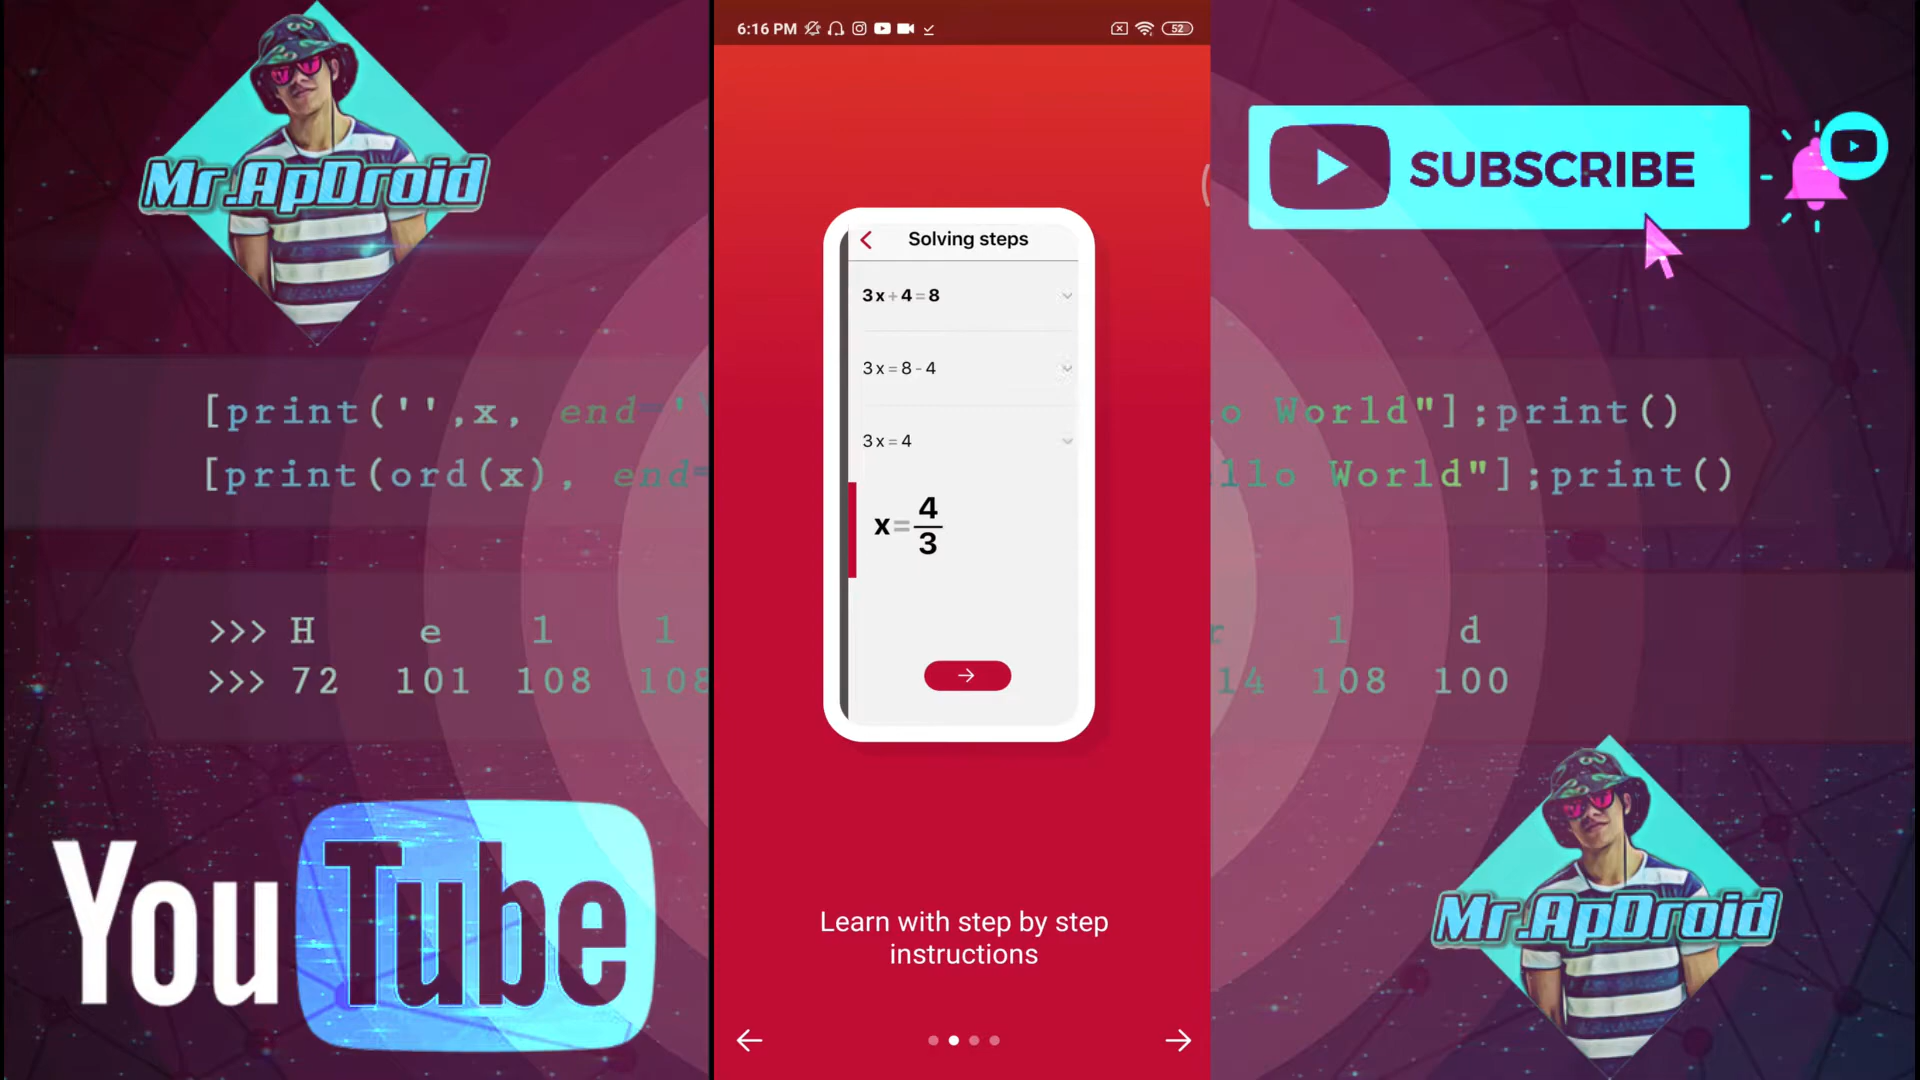 Mr.ApDroid
6:16 PM
52
SUBSCRIBE
Solving steps
3x+4=8
3x=8-4
3x=4
x=4/3
[print('',x, end='
o World"];print()
[print(ord(x), end=
llo World"];print()
>>> H e l l
r l d
>>> 72 101 108 108
14 108 100
YouTube
Learn with step by step
instructions
Mr.ApDroid